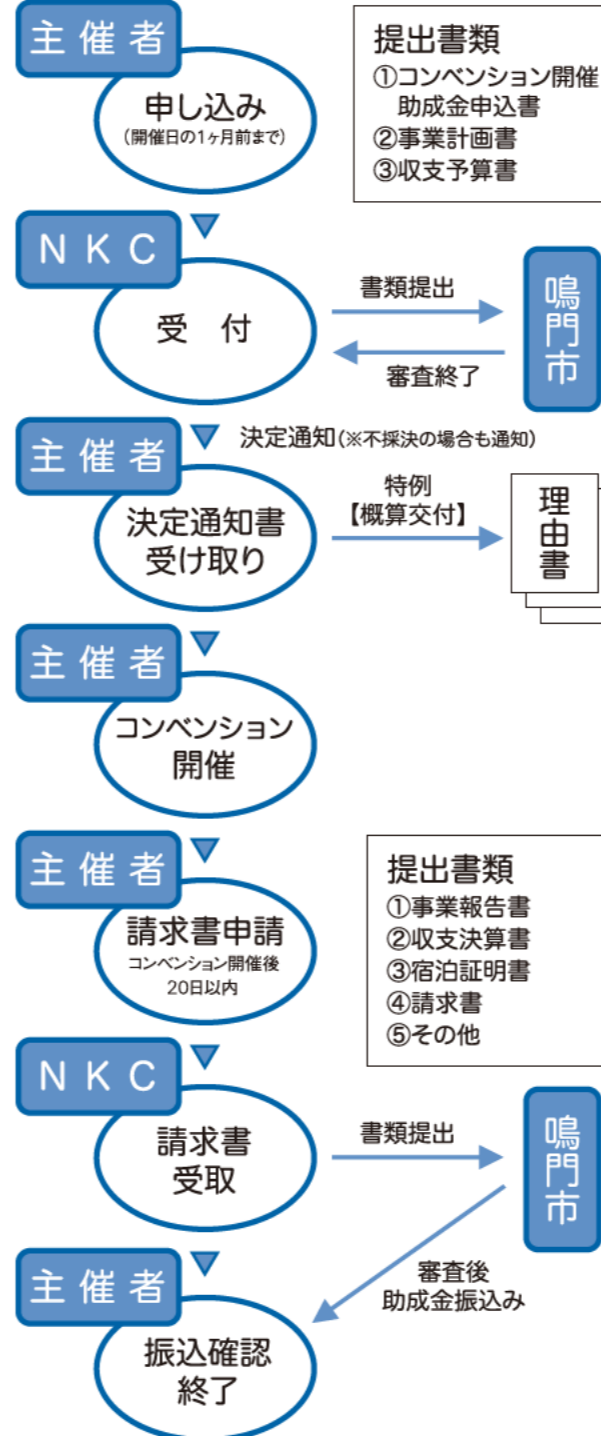 主催者
申し込み
(開催日の1ヶ月前まで)
提出書類
①コンベンション開催
助成金申込書
②事業計画書
③収支予算書
NKC
受 付
書類提出
審査終了
鳴門市
決定通知(※不採決の場合も通知)
主催者
決定通知書
受け取り
特例
【概算交付】
理由書
主催者
コンベンション
開催
主催者
請求書申請
コンベンション開催後
20日以内
提出書類
①事業報告書
②収支決算書
③宿泊証明書
④請求書
⑤その他
NKC
請求書
受取
書類提出
鳴門市
審査後
助成金振込み
主催者
振込確認
終了